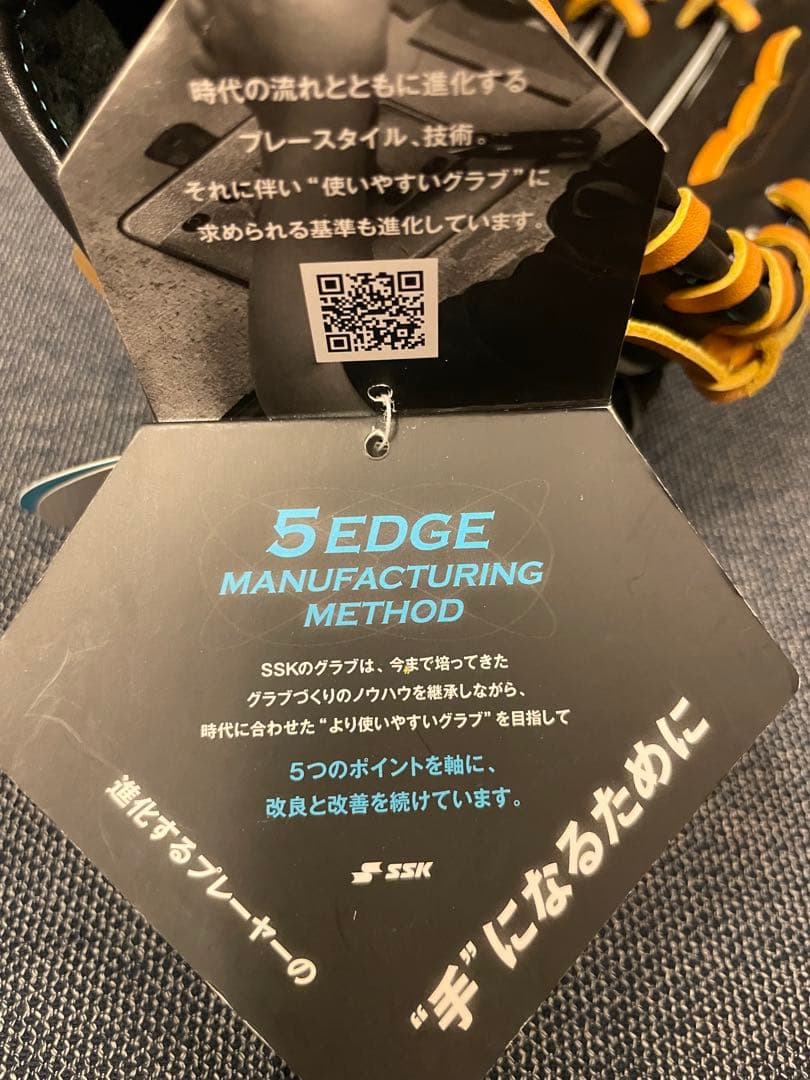 時代の流れとともに進化する
プレースタイル、技術。
それに伴い“使いやすいグラブ”に
求められる基準も進化しています。
5 EDGE
MANUFACTURING
METHOD
SSKのグラブは、今まで培ってきた
グラブづくりのノウハウを継承しながら、
時代に合わせた“より使いやすいグラブ”を目指して
5つのポイントを軸に、
改良と改善を続けています。
SSK
進化するプレーヤーの
“手”になるために